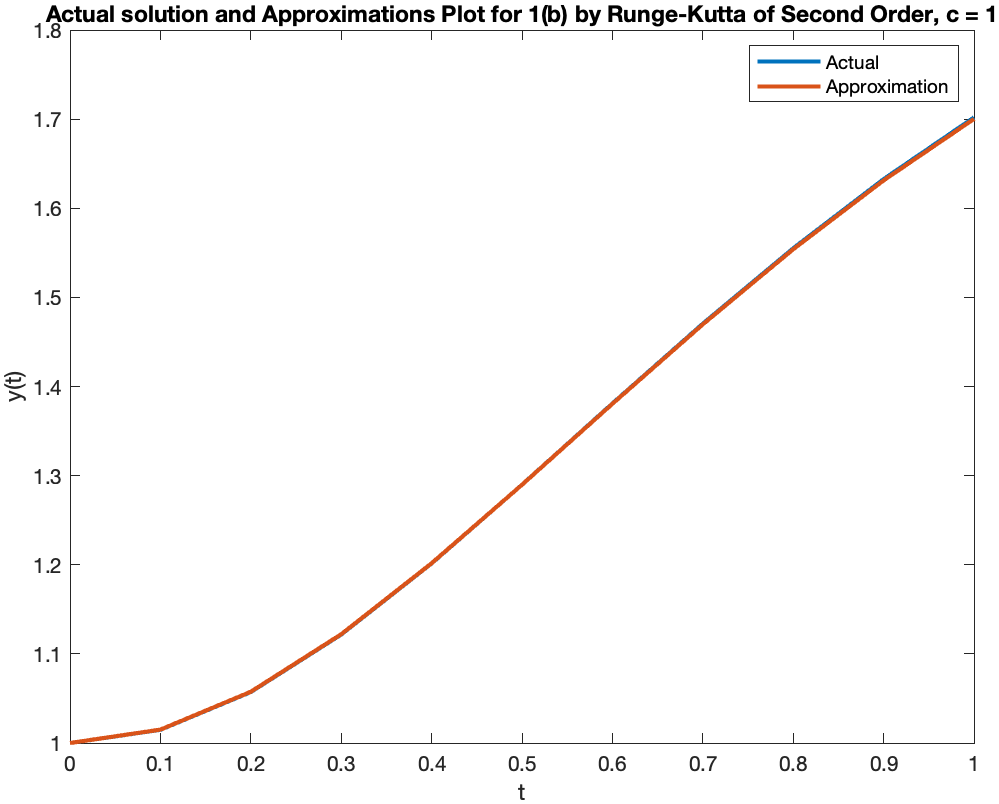 Actual solution and Approximations Plot for 1(b) by Runge-Kutta of Second Order, c = 1
Actual
Approximation
1.8
1.7
1.6
1.5
1.4
1.3
1.2
1.1
1
y(t)
0 0.1 0.2 0.3 0.4 0.5 0.6 0.7 0.8 0.9 1
t